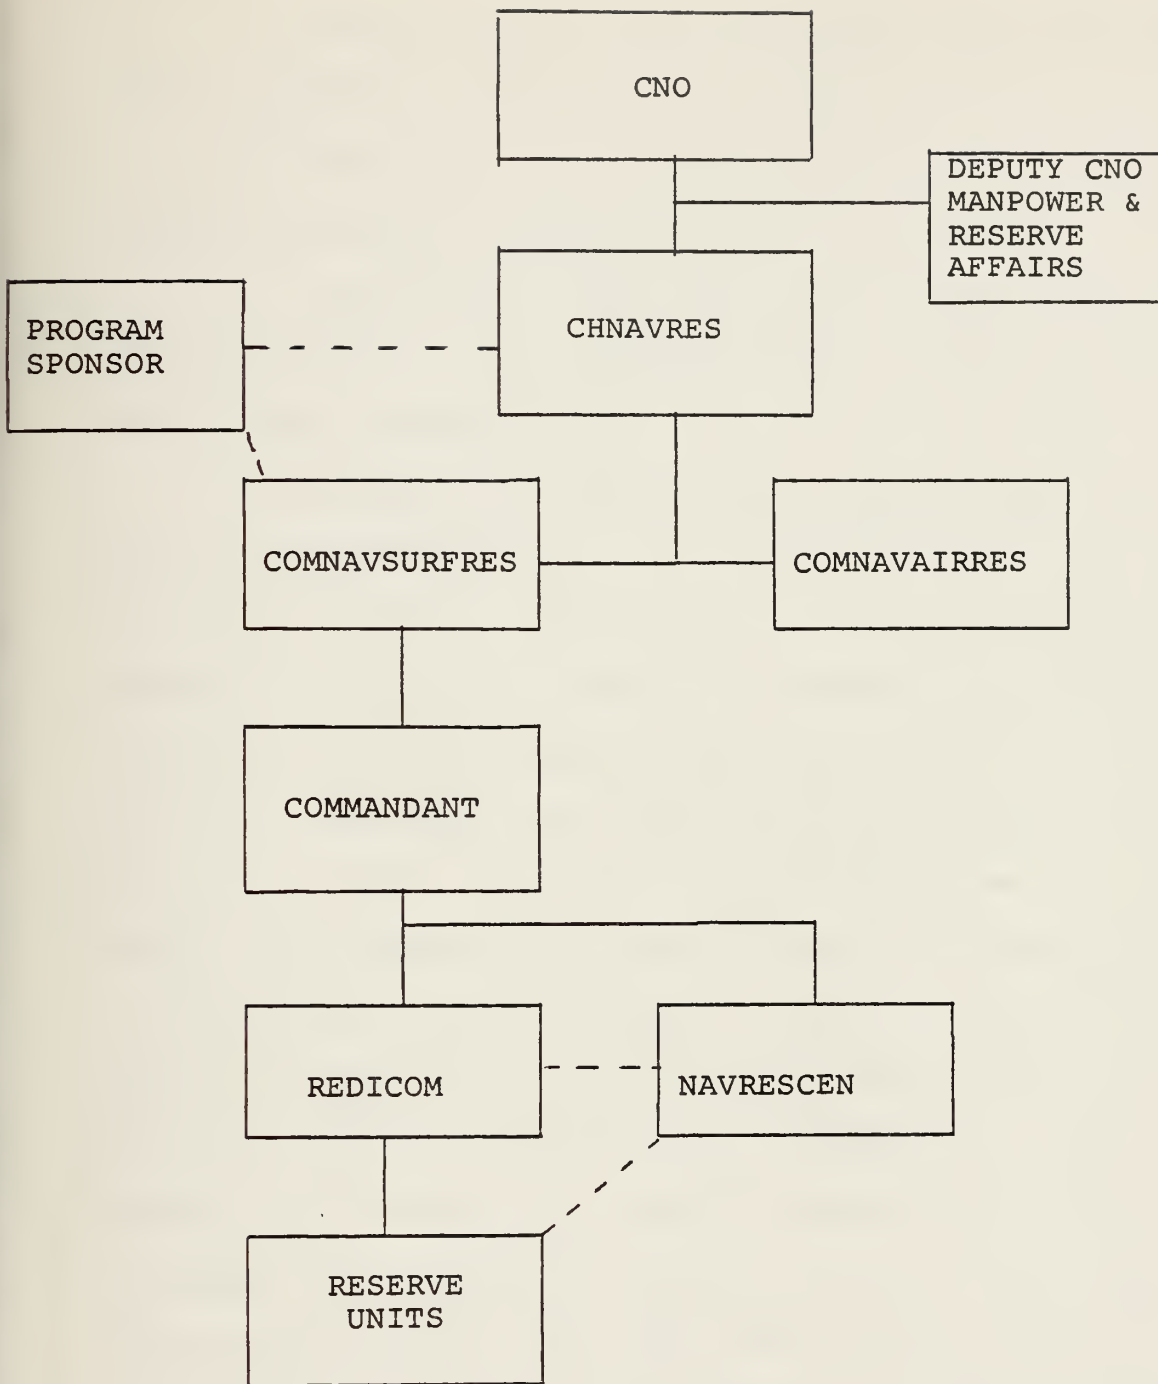 CNO
DEPUTY CNO
MANPOWER &
RESERVE
AFFAIRS
CHNAVRES
PROGRAM
SPONSOR
COMNAVSURFRES
COMNAVAIRRES
COMMANDANT
REDICOM
NAVRESCEN
RESERVE
UNITS